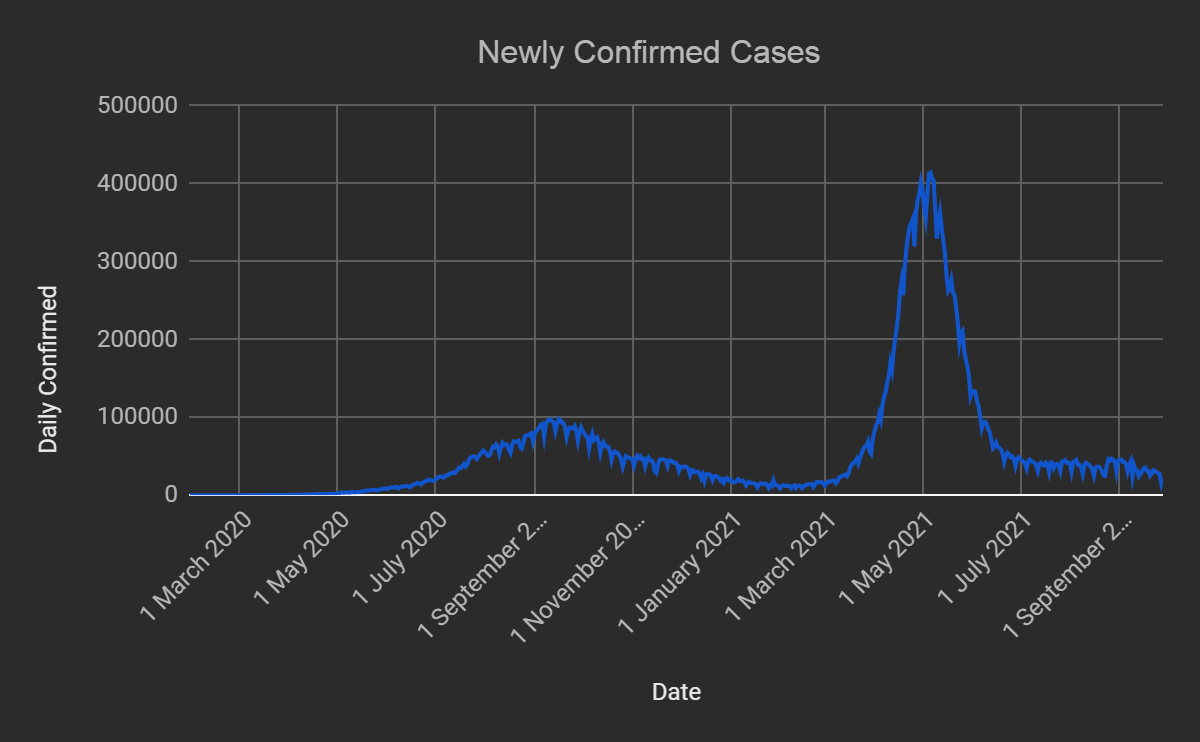 Newly Confirmed Cases
500000
400000
300000
200000
100000
0
Daily Confirmed
1 March 2020
1 May 2020
1 July 2020
1 September 2...
1 November 20...
1 January 2021
1 March 2021
1 May 2021
1 July 2021
1 September 2...
Date